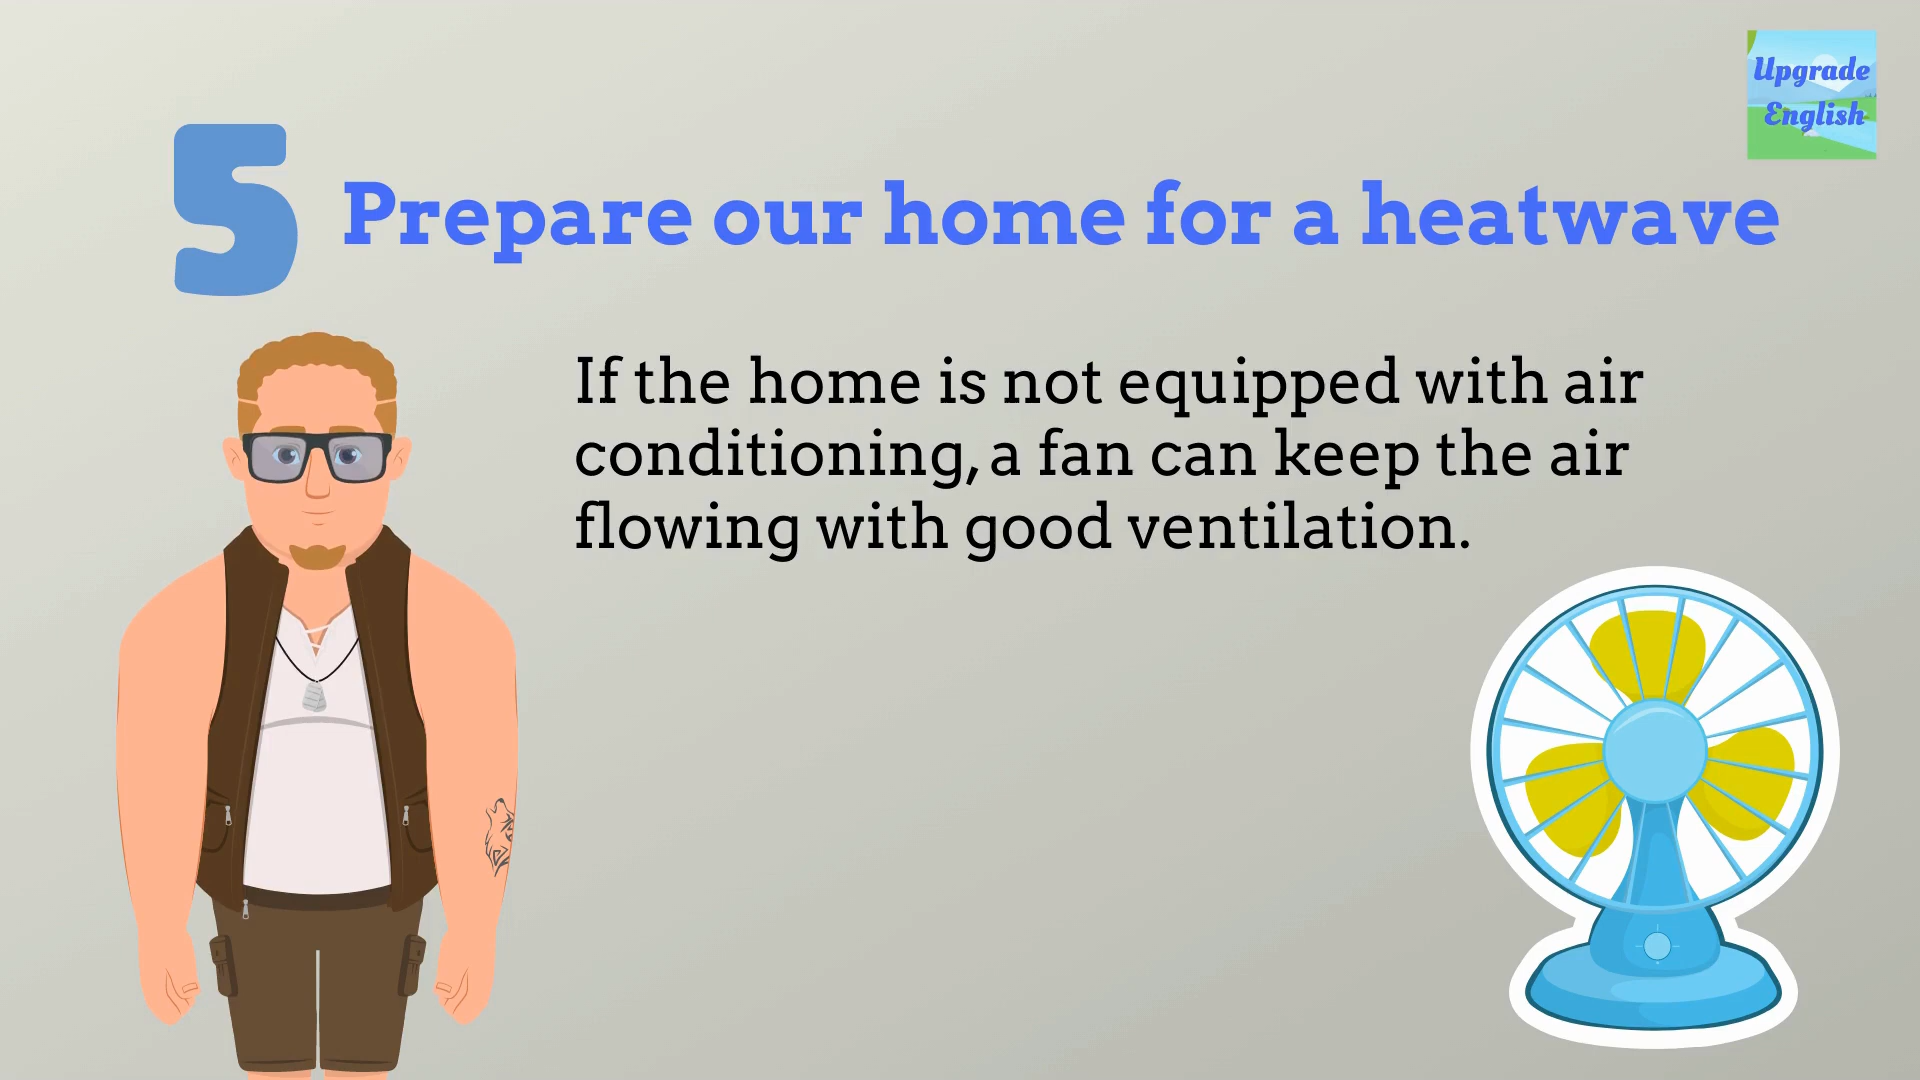 Upgrade
English
5 Prepare our home for a heatwave
If the home is not equipped with air
conditioning, a fan can keep the air
flowing with good ventilation.